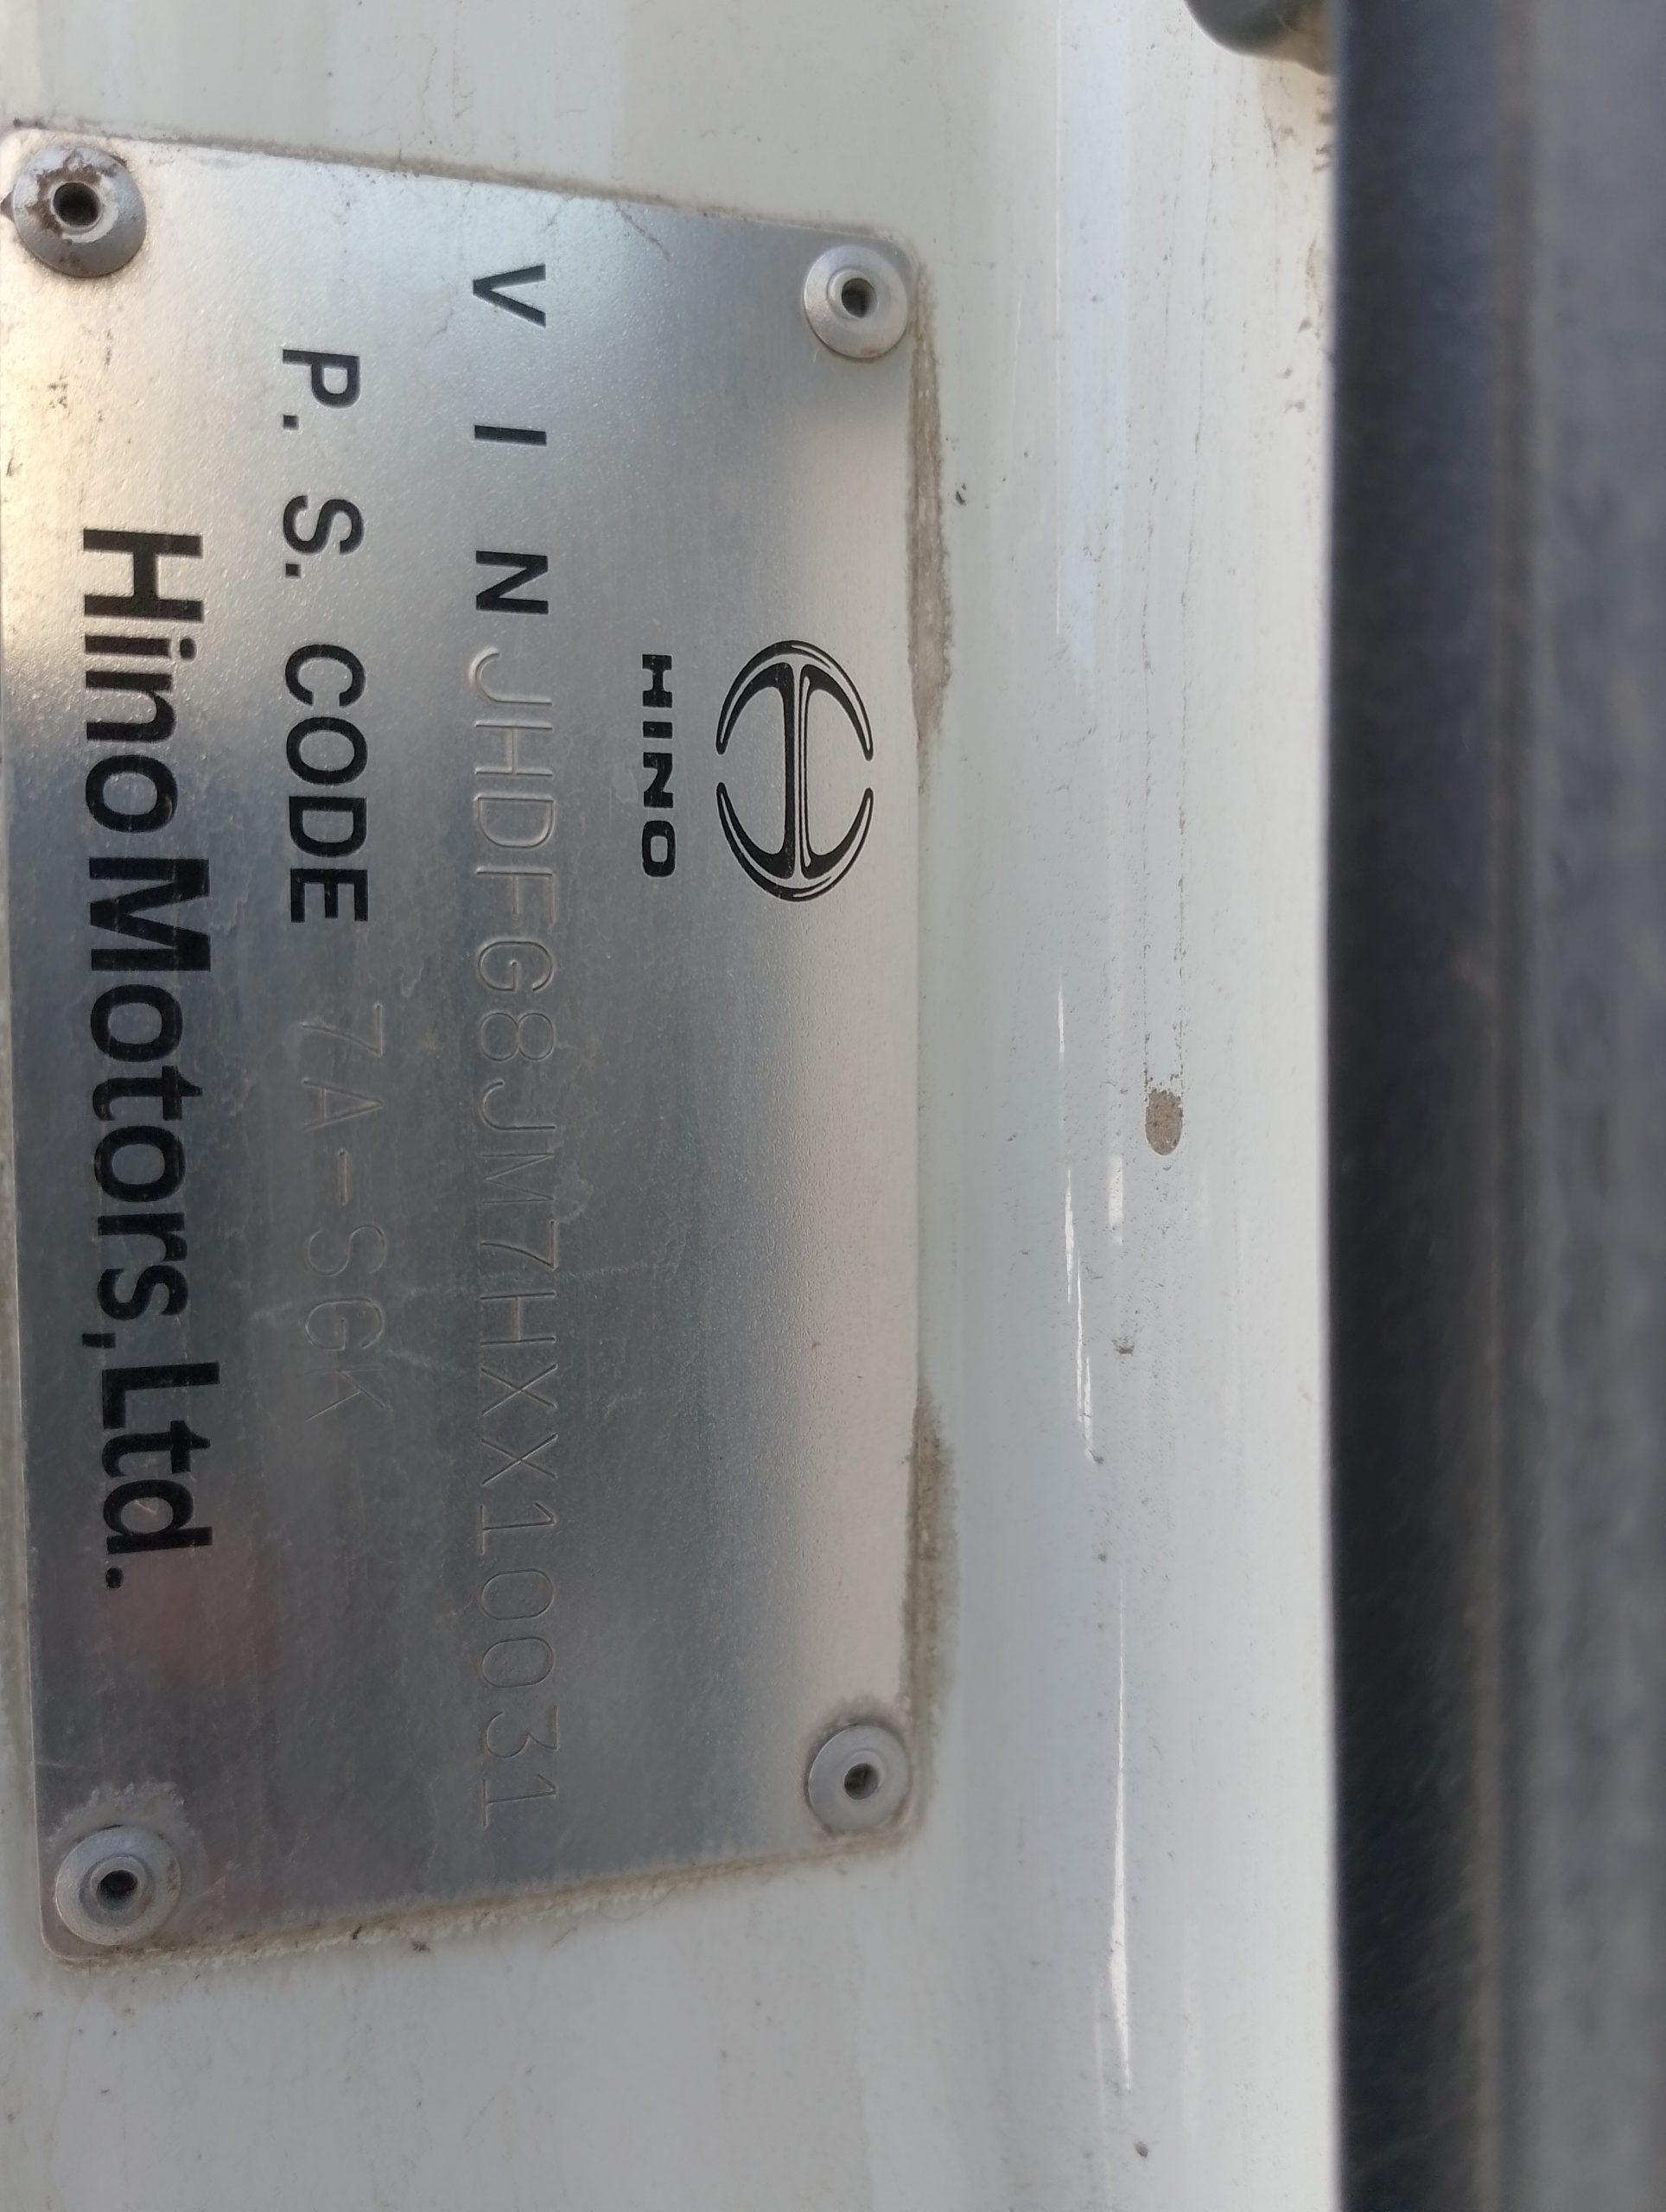 HINO
VIN JHDFG8JM7HXX10031
P.S. CODE 7A-SGK
Hino Motors,Ltd.